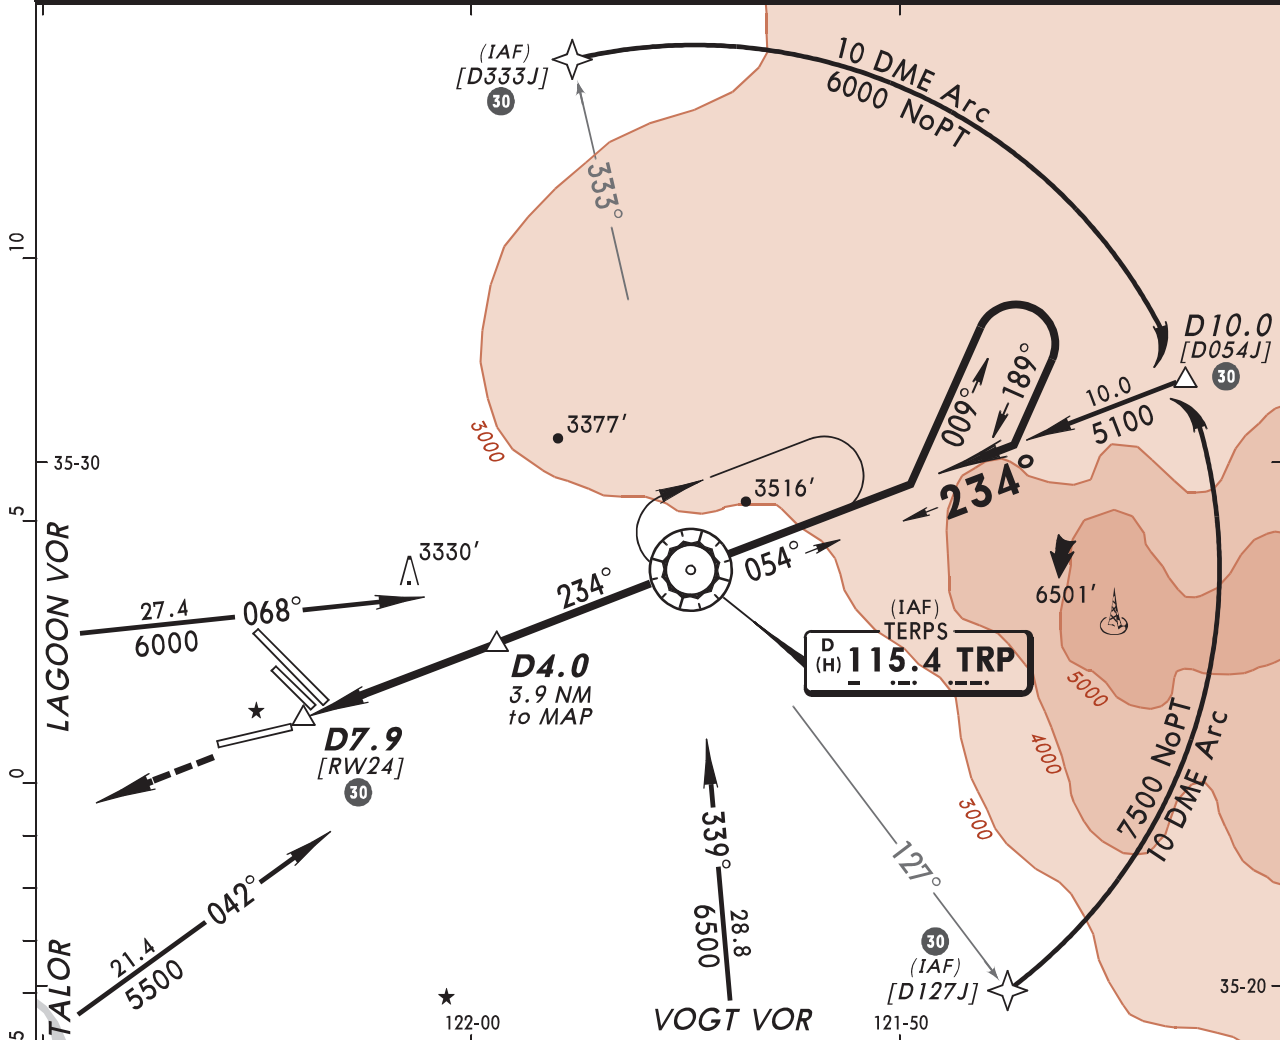 (IAF)
[D333J]
30
10 DME Arc
6000 NoPT
333°
10
D10.0
[D054J]
30
10.0
5100
009°
189°
3377'
3000
35-30
3516'
234°
5
054°
LAGOON VOR
3330'
234°
27.4
068°
6000
6501'
(IAF)
TERPS
D
(H)
115.4 TRP
D4.0
3.9 NM
to MAP
5000
D7.9
[RW24]
30
4000
7500 NoPT
10 DME Arc
0
3000
339°
127°
042°
28.8
6500
21.4
5500
TALOR
30
(IAF)
[D127J]
35-20
5
122-00
VOGT VOR
121-50